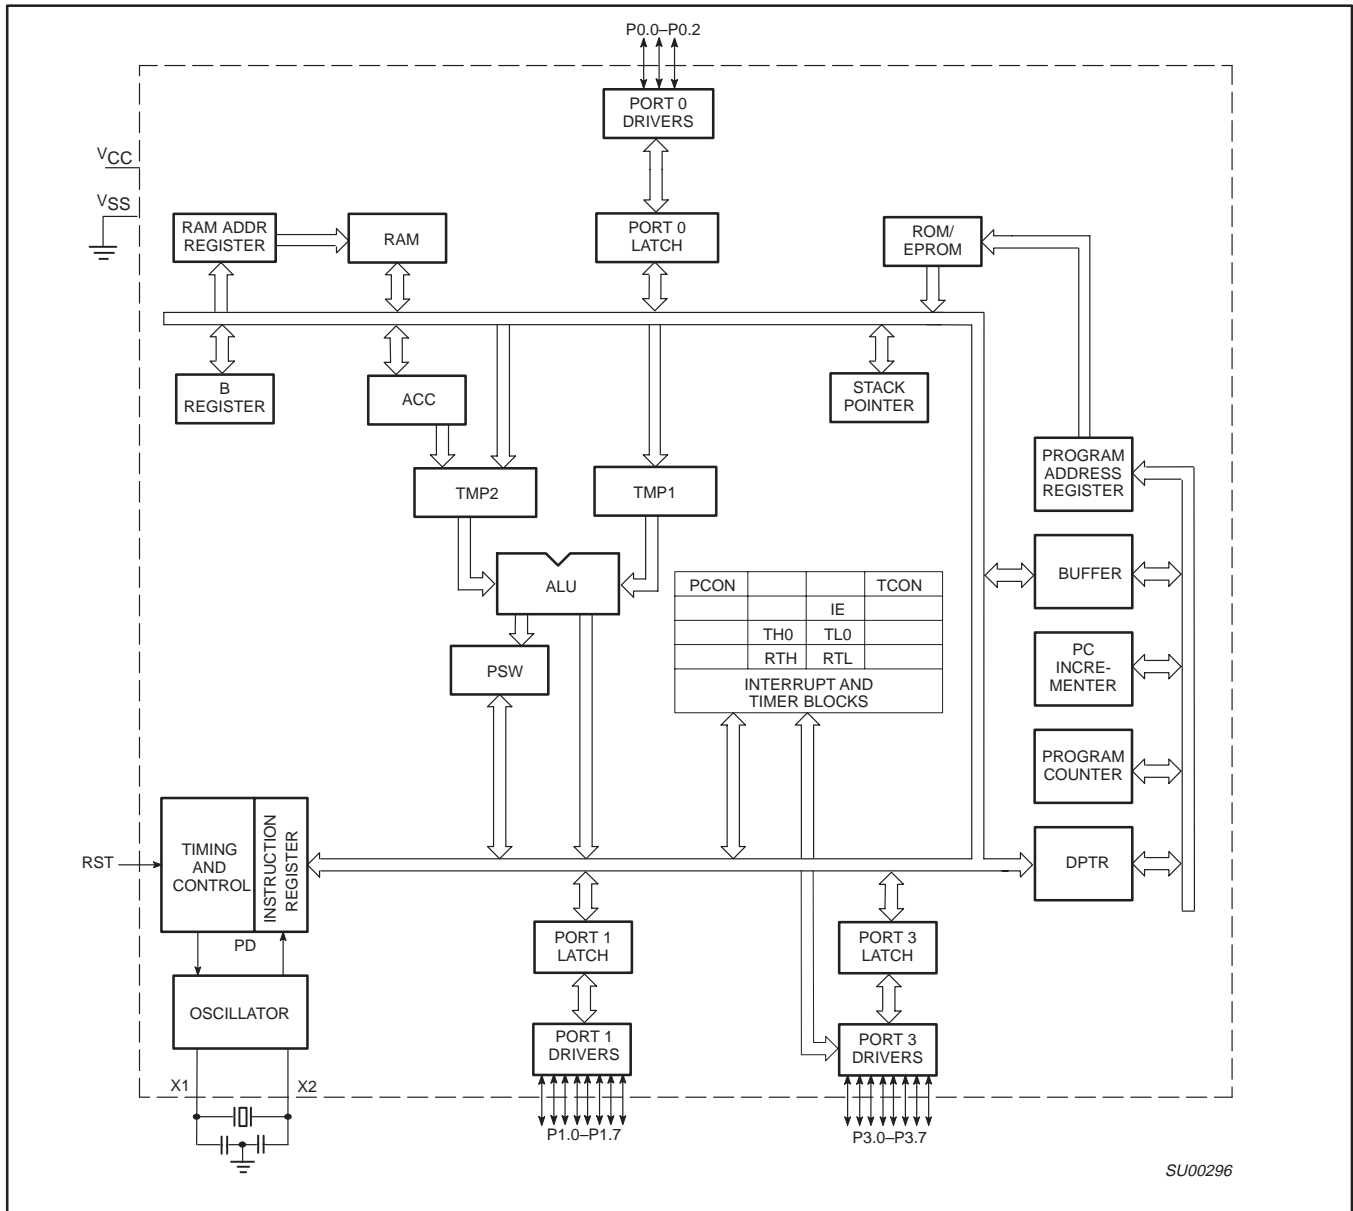 P0.0–P0.2
PORT 0
DRIVERS
VCC
VSS
RAM ADDR
REGISTER
RAM
PORT 0
LATCH
ROM/
EPROM
B
REGISTER
ACC
STACK
POINTER
TMP2
TMP1
PROGRAM
ADDRESS
REGISTER
ALU
BUFFER
PCON
TCON
IE
TH0
TL0
RTH
RTL
INTERRUPT AND
TIMER BLOCKS
PSW
PC
INCRE-
MENTER
PROGRAM
COUNTER
RST
TIMING
AND
CONTROL
INSTRUCTION
REGISTER
DPTR
PD
PORT 1
LATCH
PORT 3
LATCH
OSCILLATOR
PORT 1
DRIVERS
PORT 3
DRIVERS
X1
X2
P1.0–P1.7
P3.0–P3.7
SU00296